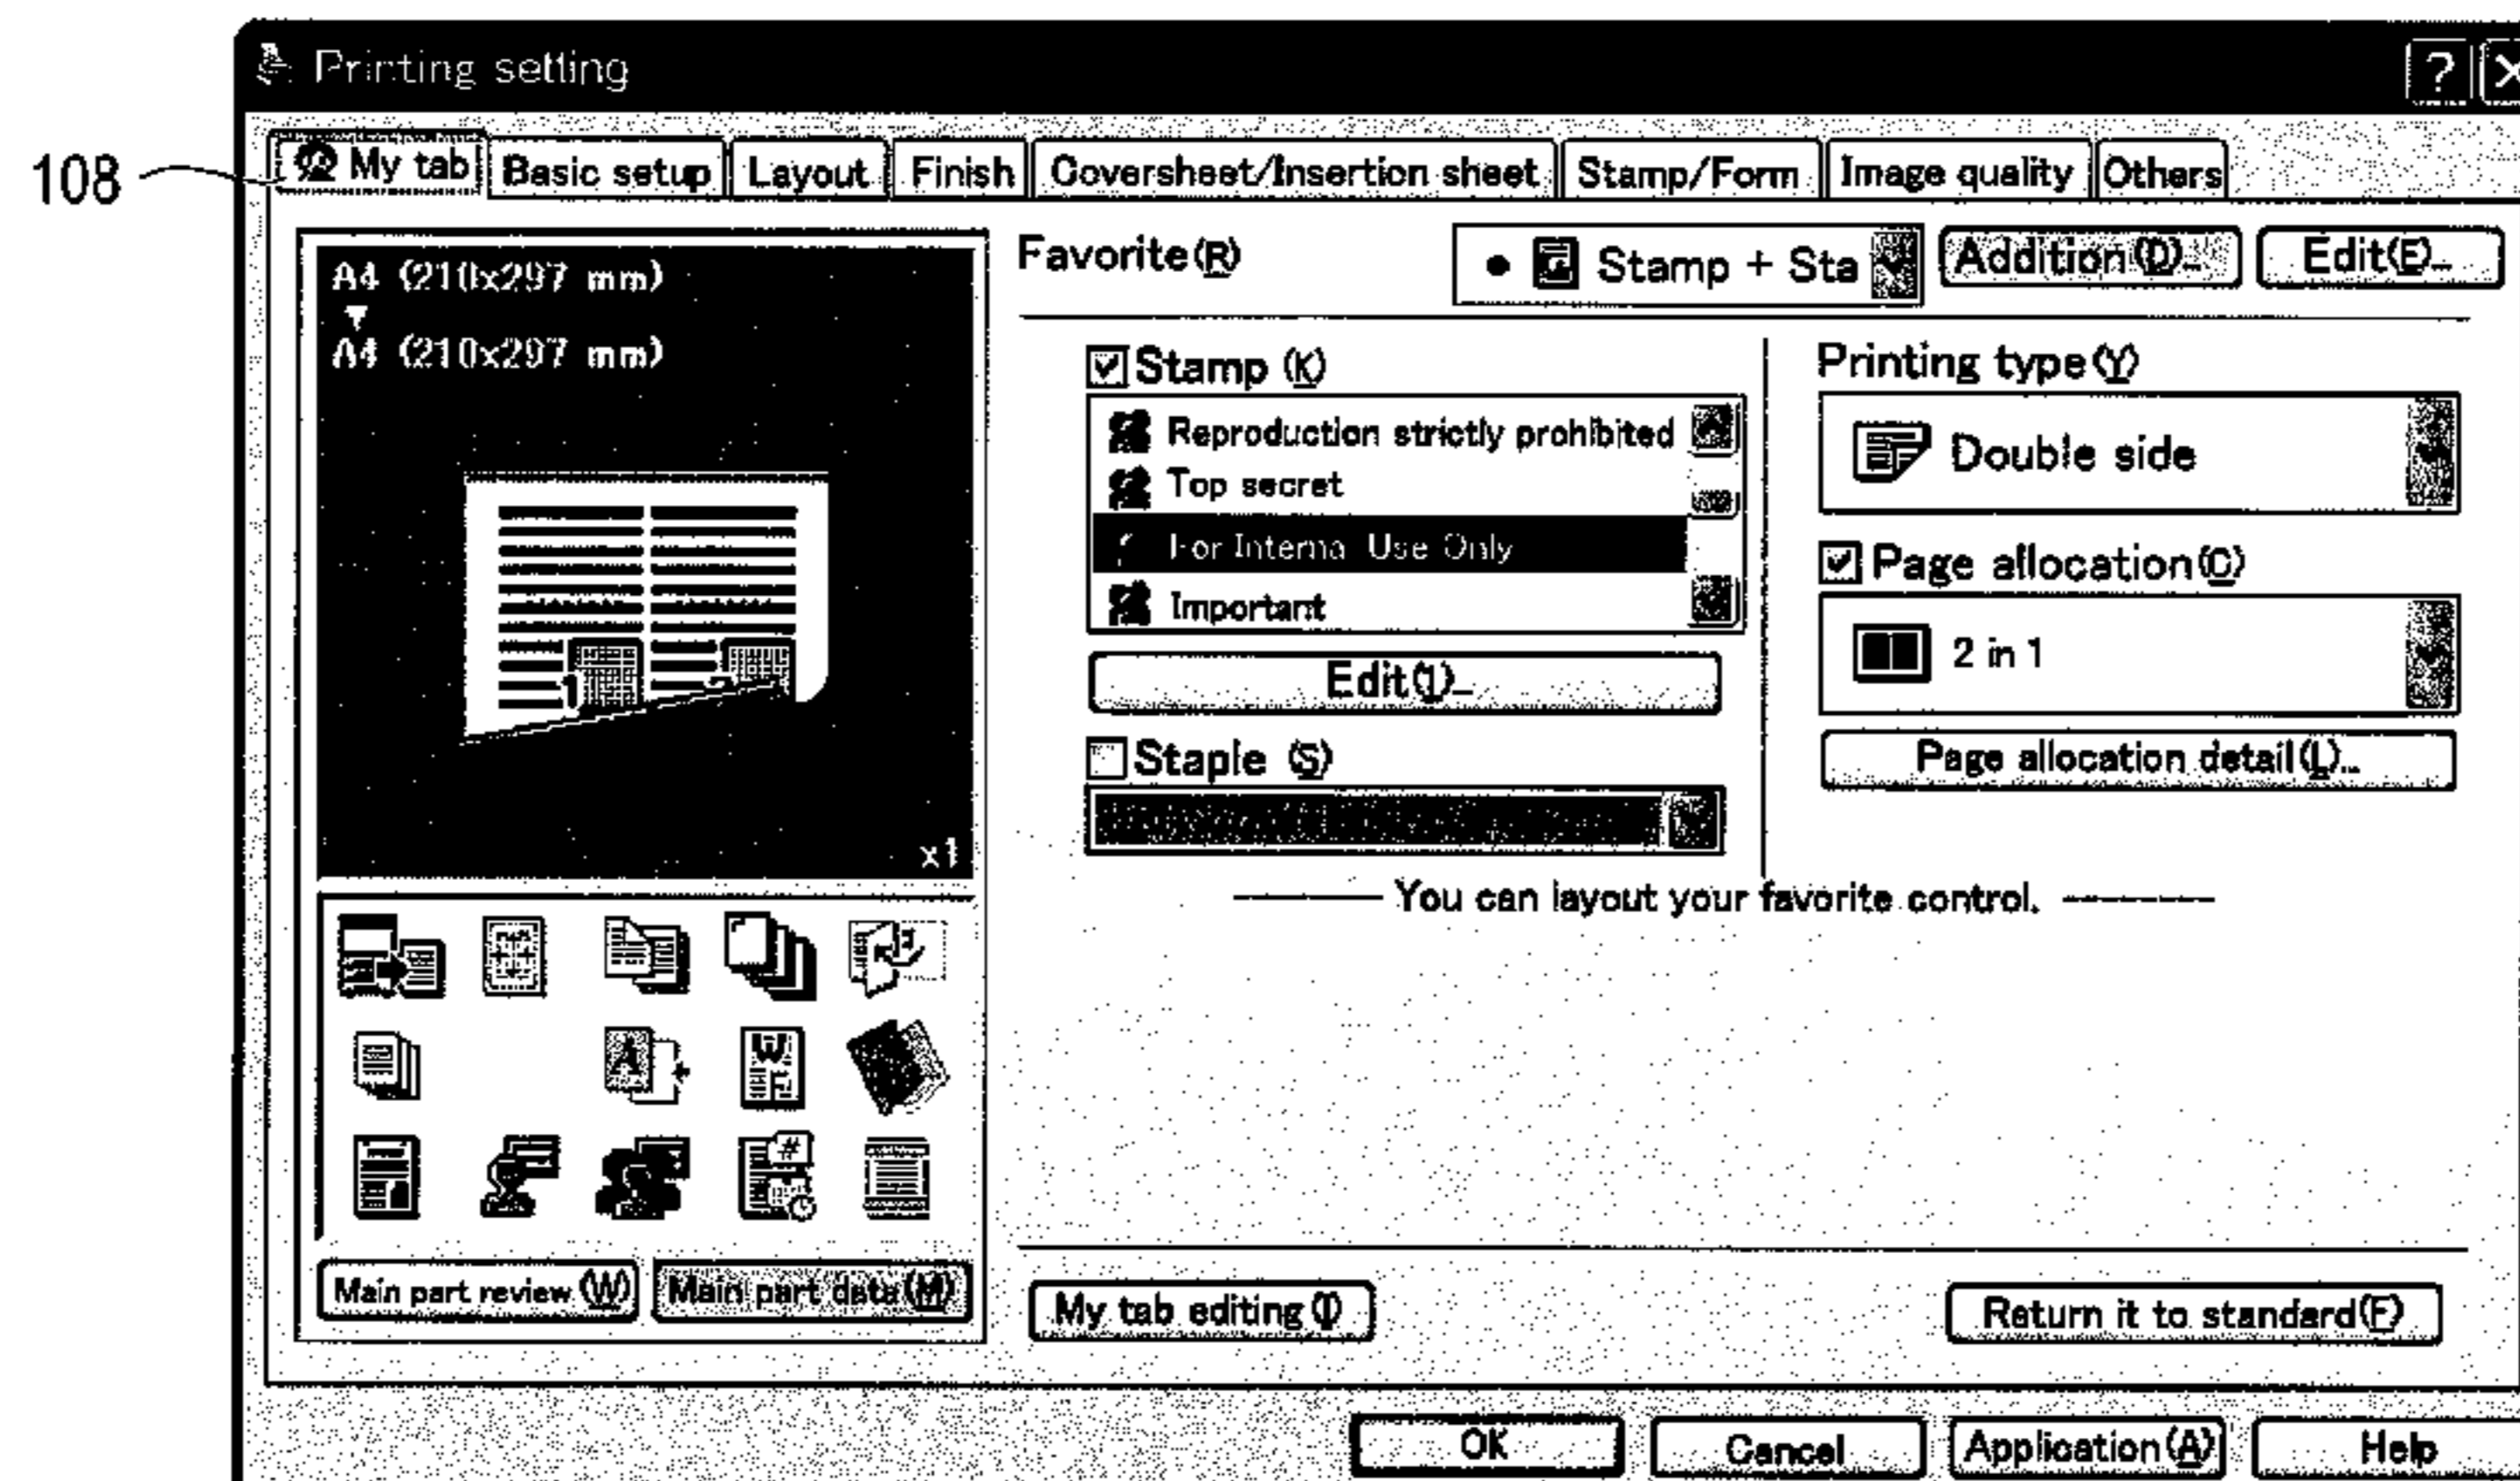 Printing setting
?
108
My tab Basic setup Layout Finish Coversheet/Insertion sheet Stamp/Form Image quality Others
A4 (210x297 mm)
A4 (210x297 mm)
x1
Main part review (W) Main part data (M)
Favorite (R) Stamp + Sta Addition (D)... Edit(E)...
Stamp (K)
Reproduction strictly prohibited
Top secret
For Internal Use Only
Important
Edit(1)...
Staple (S)
Printing type(Y)
Double side
Page allocation(C)
2 in 1
Page allocation detail(L)...
You can layout your favorite control.
My tab editing (I) Return it to standard(F)
OK Cancel Application(A) Help